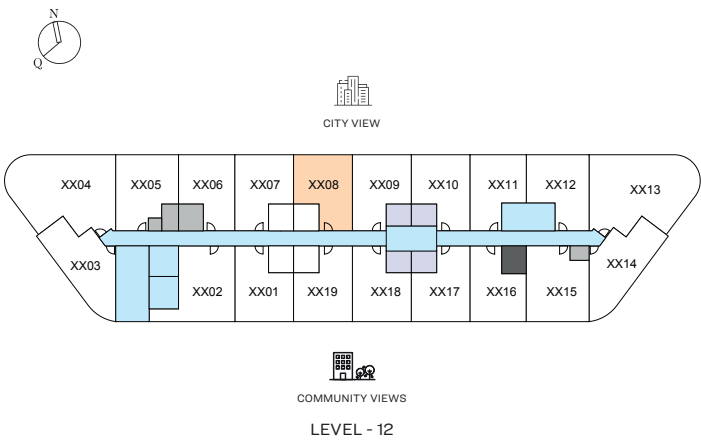 N
Q
CITY VIEW
XX04
XX05
XX06
XX07
XX08
XX09
XX10
XX11
XX12
XX13
XX03
XX02
XX01
XX19
XX18
XX17
XX16
XX15
XX14
COMMUNITY VIEWS
LEVEL - 12